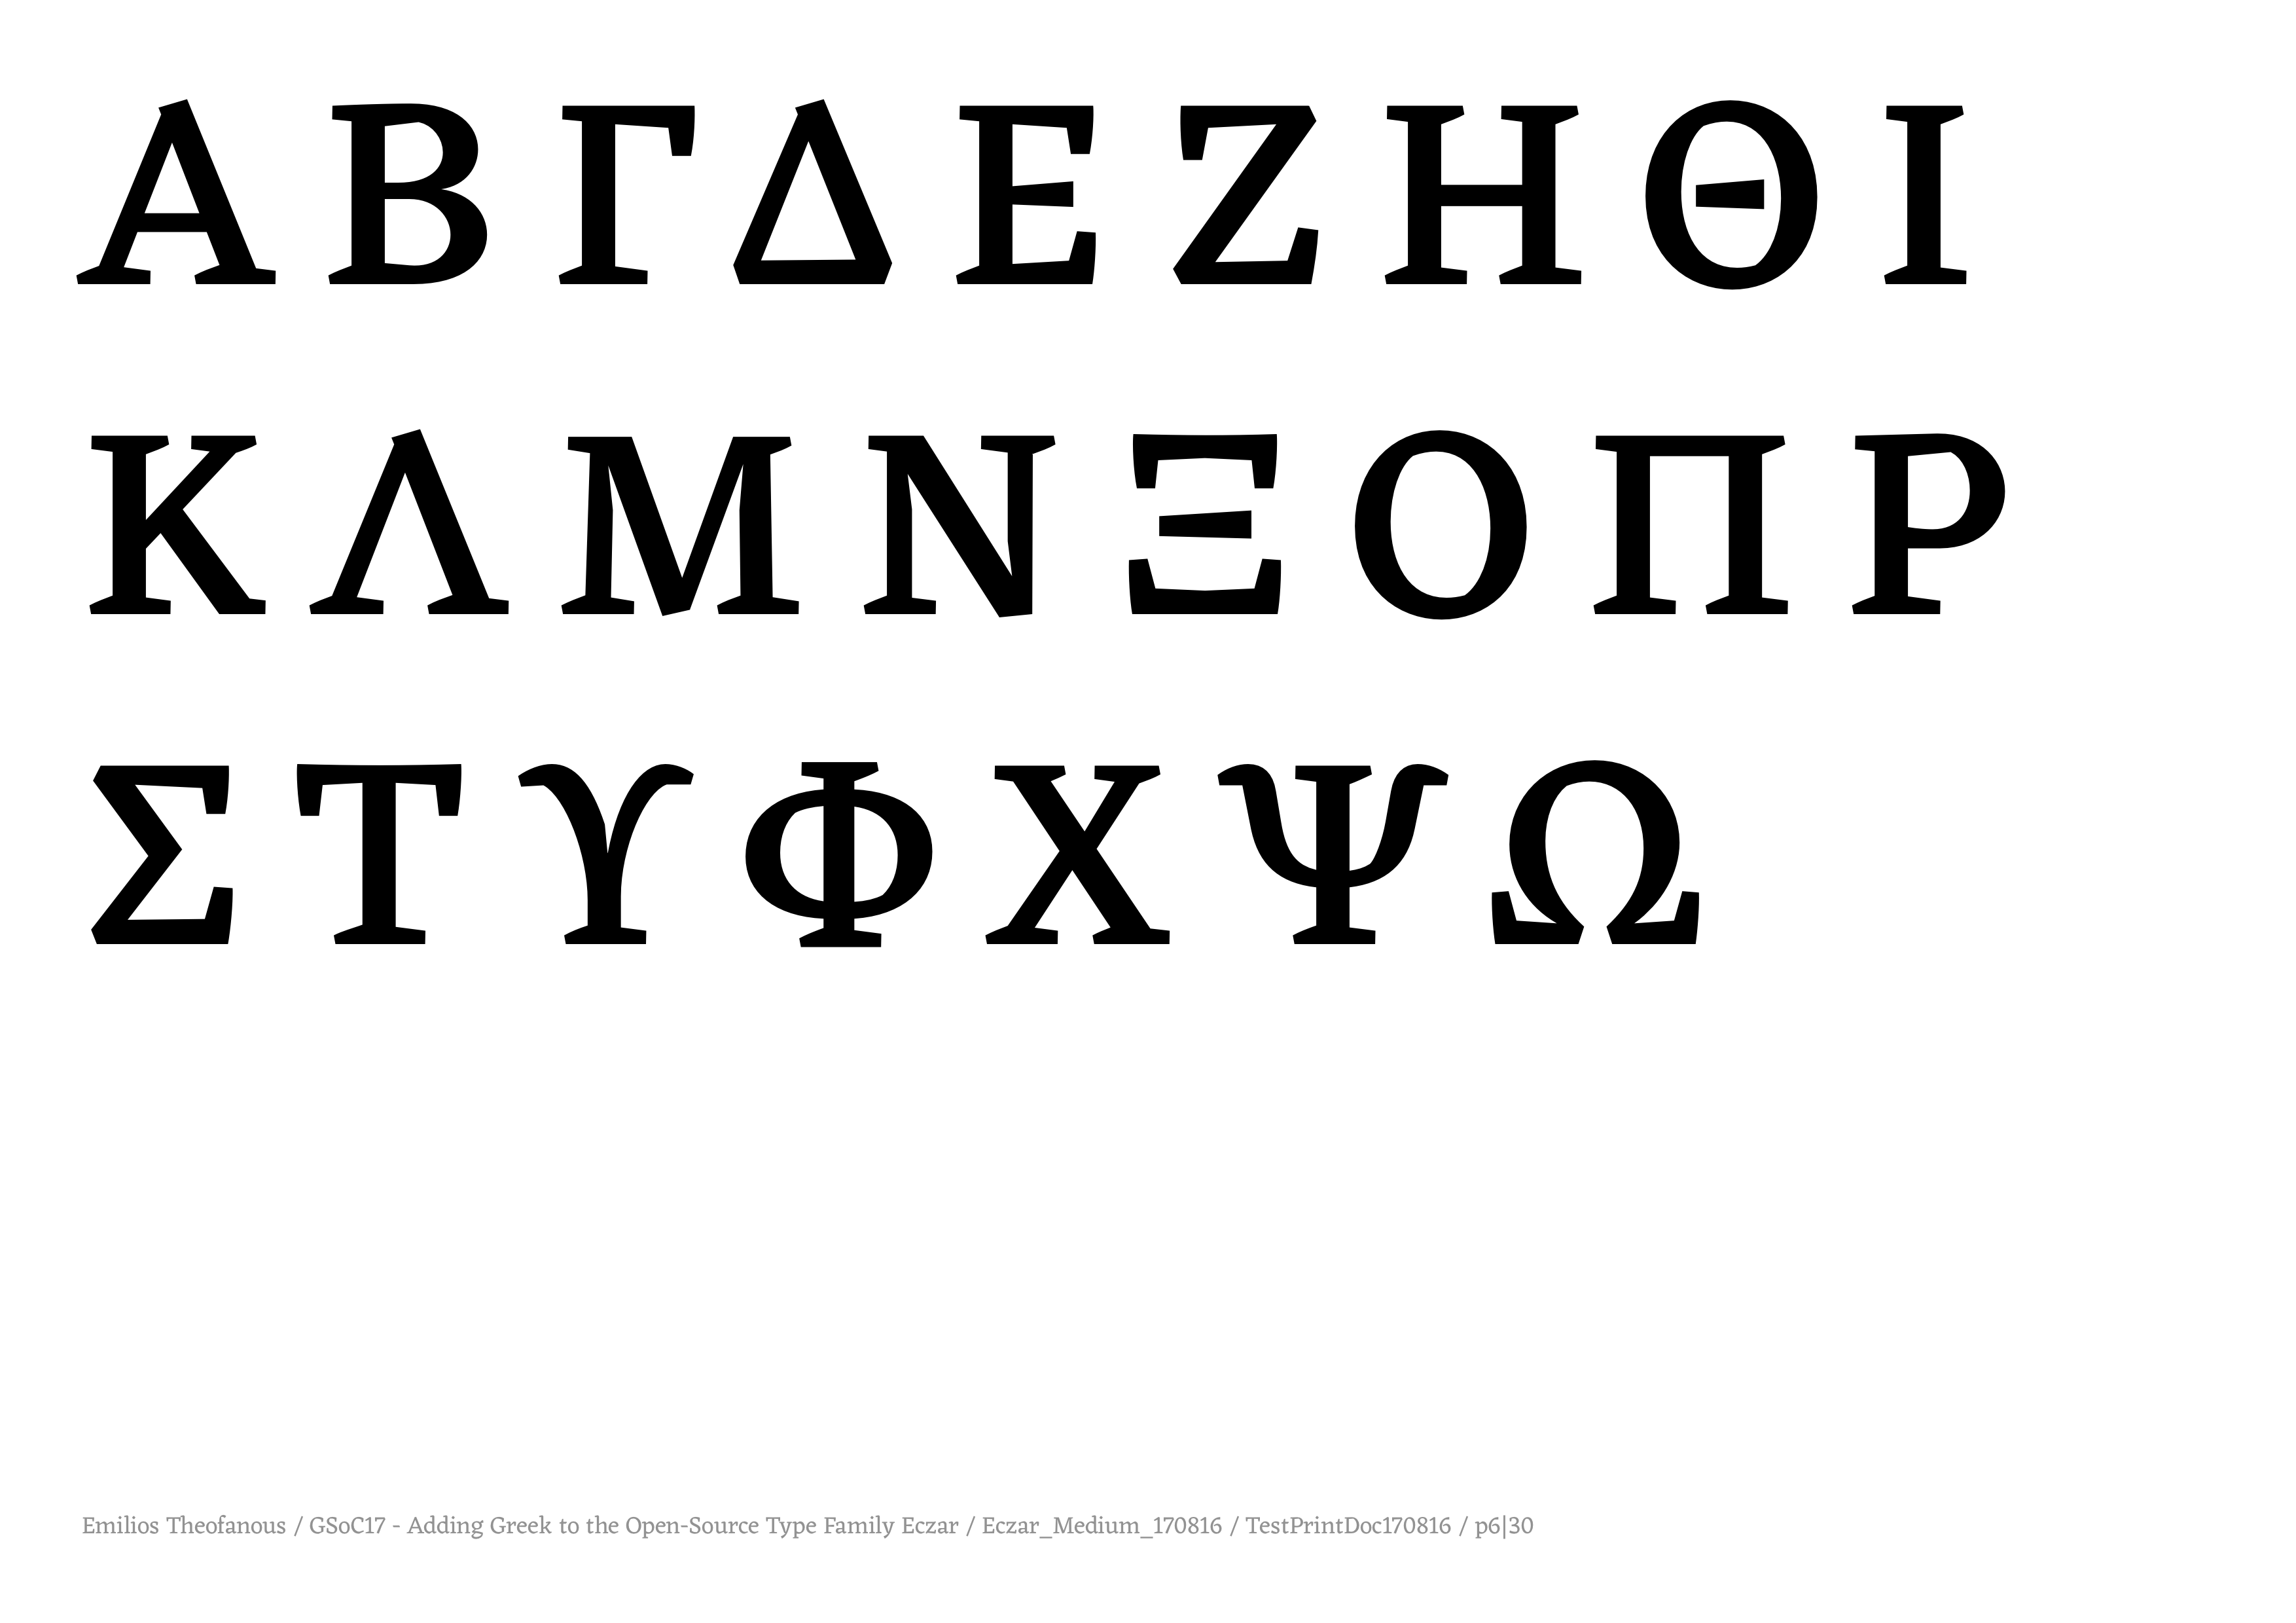 ΑΒΓΔΕΖΗΘΙ
ΚΛΜΝΞΟΠΡ
ΣΤΥΦΧΨΩ
Emilios Theofanous / GSoC17 - Adding Greek to the Open-Source Type Family Eczar / Eczar_Medium_170816 / TestPrintDoc170816 / p6|30